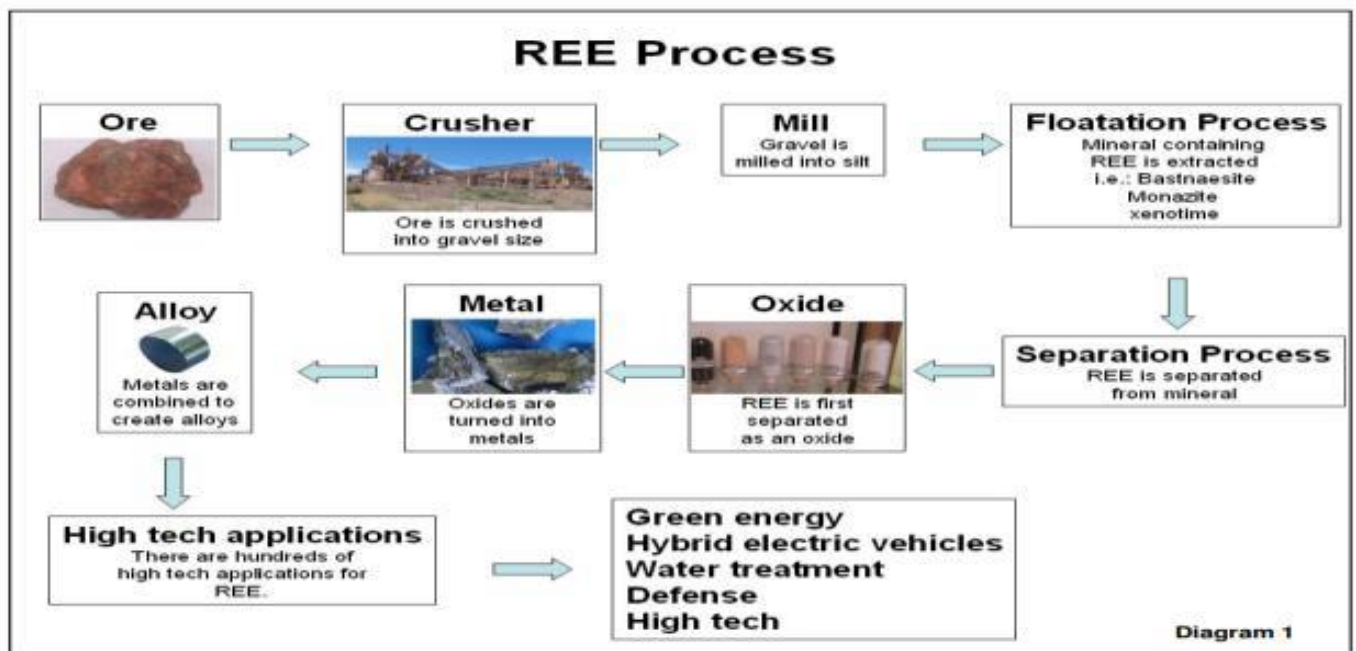 REE Process
Ore
Crusher
Ore is crushed
into gravel size
Mill
Gravel is
milled into silt
Floatation Process
Mineral containing
REE is extracted
i.e.: Bastnaesite
Monazite
xenotime
Separation Process
REE is separated
from mineral
Oxide
REE is first
separated
as an oxide
Metal
Oxides are
turned into
metals
Alloy
Metals are
combined to
create alloys
High tech applications
There are hundreds of
high tech applications for
REE.
Green energy
Hybrid electric vehicles
Water treatment
Defense
High tech
Diagram 1